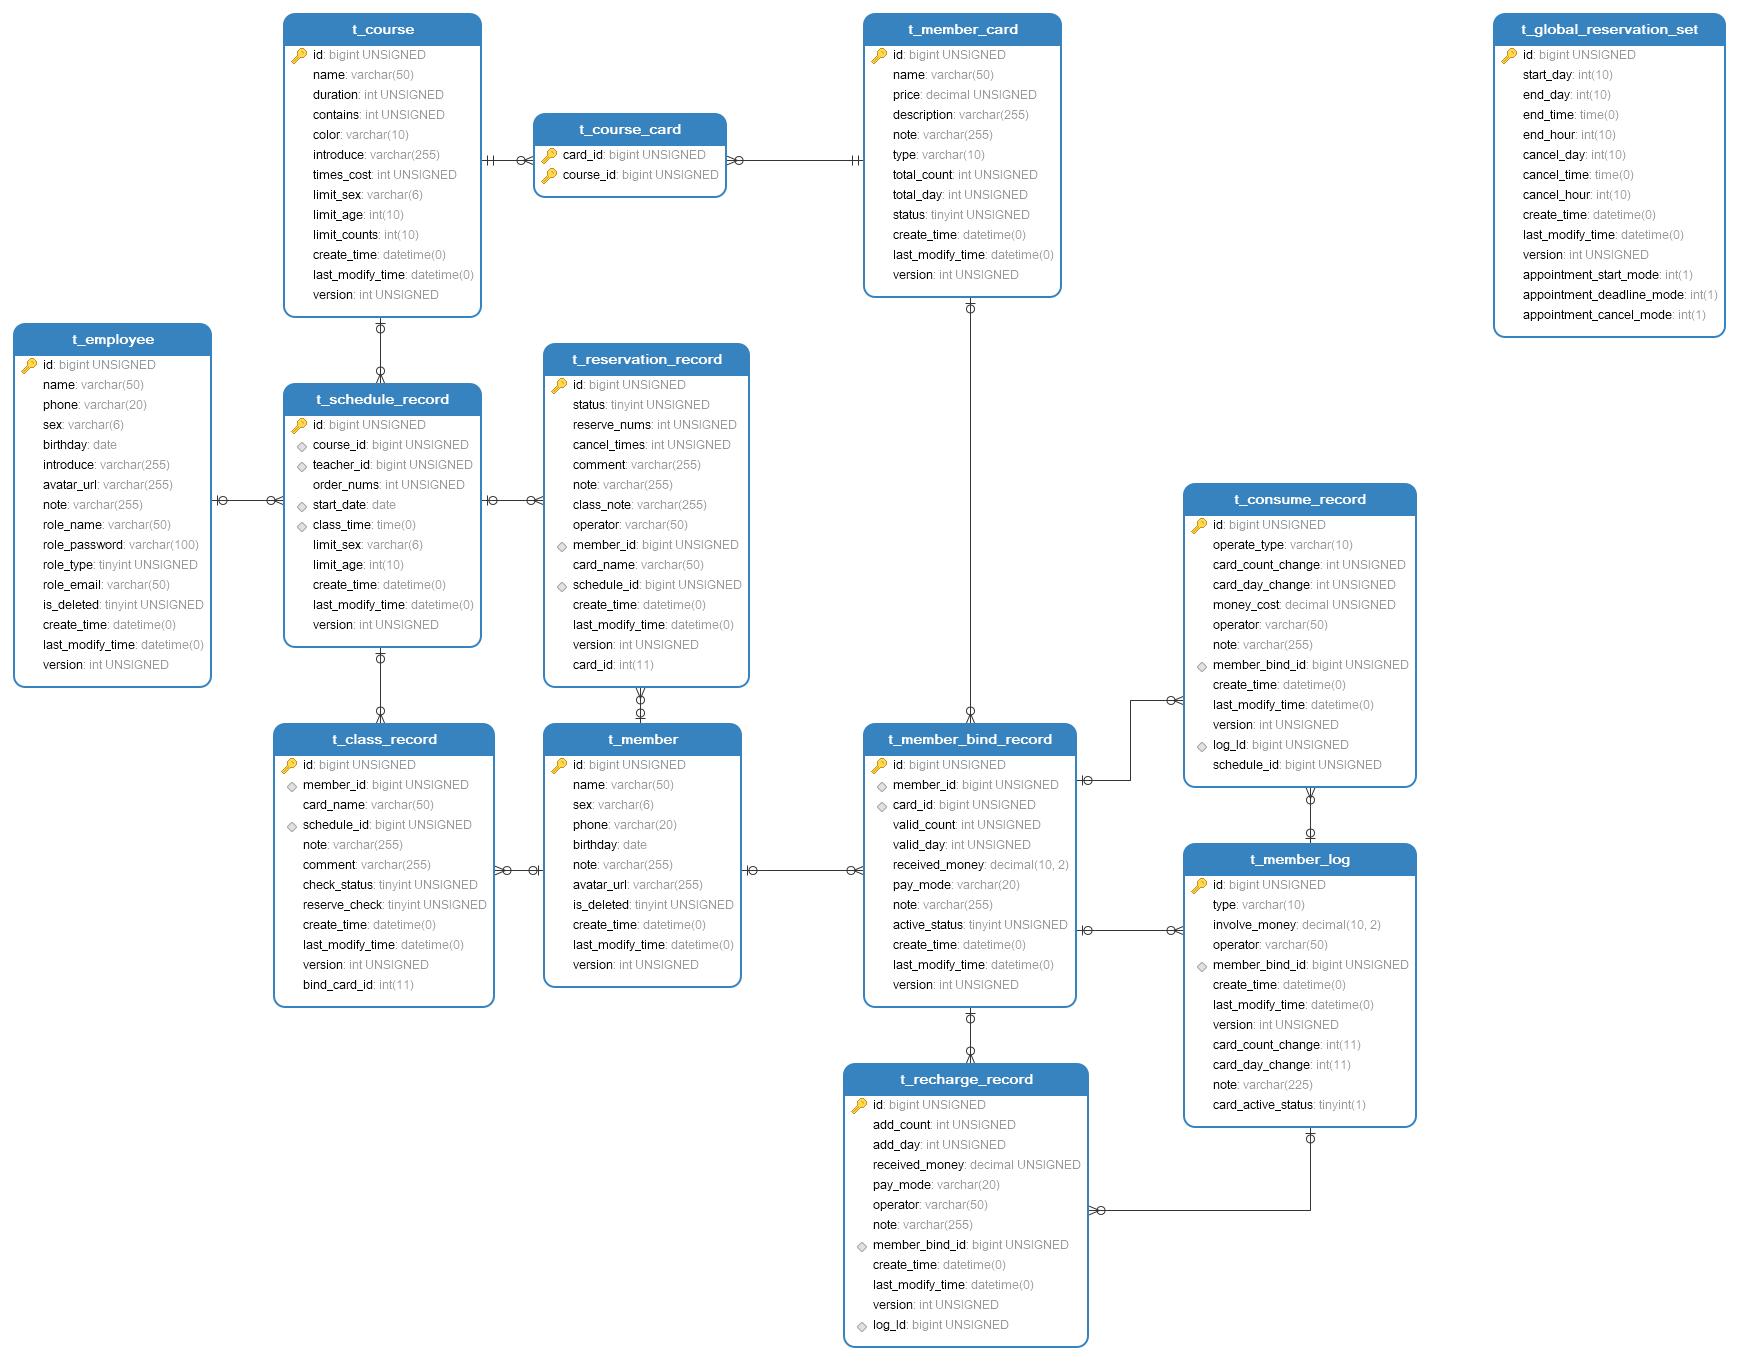 t_course
id: bigint UNSIGNED
name: varchar(50)
duration: int UNSIGNED
contains: int UNSIGNED
color: varchar(10)
introduce: varchar(255)
times_cost: int UNSIGNED
limit_sex: varchar(6)
limit_age: int(10)
limit_counts: int(10)
create_time: datetime(0)
last_modify_time: datetime(0)
version: int UNSIGNED
t_course_card
card_id: bigint UNSIGNED
course_id: bigint UNSIGNED
t_member_card
id: bigint UNSIGNED
name: varchar(50)
price: decimal UNSIGNED
description: varchar(255)
note: varchar(255)
type: varchar(10)
total_count: int UNSIGNED
total_day: int UNSIGNED
status: tinyint UNSIGNED
create_time: datetime(0)
last_modify_time: datetime(0)
version: int UNSIGNED
t_global_reservation_set
id: bigint UNSIGNED
start_day: int(10)
end_day: int(10)
end_time: time(0)
end_hour: int(10)
cancel_day: int(10)
cancel_time: time(0)
cancel_hour: int(10)
create_time: datetime(0)
last_modify_time: datetime(0)
version: int UNSIGNED
appointment_start_mode: int(1)
appointment_deadline_mode: int(1)
appointment_cancel_mode: int(1)
t_employee
id: bigint UNSIGNED
name: varchar(50)
phone: varchar(20)
sex: varchar(6)
birthday: date
introduce: varchar(255)
avatar_url: varchar(255)
note: varchar(255)
role_name: varchar(50)
role_password: varchar(100)
role_type: tinyint UNSIGNED
role_email: varchar(50)
is_deleted: tinyint UNSIGNED
create_time: datetime(0)
last_modify_time: datetime(0)
version: int UNSIGNED
t_schedule_record
id: bigint UNSIGNED
course_id: bigint UNSIGNED
teacher_id: bigint UNSIGNED
order_nums: int UNSIGNED
start_date: date
class_time: time(0)
limit_sex: varchar(6)
limit_age: int(10)
create_time: datetime(0)
last_modify_time: datetime(0)
version: int UNSIGNED
t_reservation_record
id: bigint UNSIGNED
status: tinyint UNSIGNED
reserve_nums: int UNSIGNED
cancel_times: int UNSIGNED
comment: varchar(255)
note: varchar(255)
class_note: varchar(255)
operator: varchar(50)
member_id: bigint UNSIGNED
card_name: varchar(50)
schedule_id: bigint UNSIGNED
create_time: datetime(0)
last_modify_time: datetime(0)
version: int UNSIGNED
card_id: int(11)
t_consume_record
id: bigint UNSIGNED
operate_type: varchar(10)
card_count_change: int UNSIGNED
card_day_change: int UNSIGNED
money_cost: decimal UNSIGNED
operator: varchar(50)
note: varchar(255)
member_bind_id: bigint UNSIGNED
create_time: datetime(0)
last_modify_time: datetime(0)
version: int UNSIGNED
log_Id: bigint UNSIGNED
schedule_id: bigint UNSIGNED
t_class_record
id: bigint UNSIGNED
member_id: bigint UNSIGNED
card_name: varchar(50)
schedule_id: bigint UNSIGNED
note: varchar(255)
comment: varchar(255)
check_status: tinyint UNSIGNED
reserve_check: tinyint UNSIGNED
create_time: datetime(0)
last_modify_time: datetime(0)
version: int UNSIGNED
bind_card_id: int(11)
t_member
id: bigint UNSIGNED
name: varchar(50)
sex: varchar(6)
phone: varchar(20)
birthday: date
note: varchar(255)
avatar_url: varchar(255)
is_deleted: tinyint UNSIGNED
create_time: datetime(0)
last_modify_time: datetime(0)
version: int UNSIGNED
t_member_bind_record
id: bigint UNSIGNED
member_id: bigint UNSIGNED
card_id: bigint UNSIGNED
valid_count: int UNSIGNED
valid_day: int UNSIGNED
received_money: decimal(10, 2)
pay_mode: varchar(20)
note: varchar(255)
active_status: tinyint UNSIGNED
create_time: datetime(0)
last_modify_time: datetime(0)
version: int UNSIGNED
t_member_log
id: bigint UNSIGNED
type: varchar(10)
involve_money: decimal(10, 2)
operator: varchar(50)
member_bind_id: bigint UNSIGNED
create_time: datetime(0)
last_modify_time: datetime(0)
version: int UNSIGNED
card_count_change: int(11)
card_day_change: int(11)
note: varchar(225)
card_active_status: tinyint(1)
t_recharge_record
id: bigint UNSIGNED
add_count: int UNSIGNED
add_day: int UNSIGNED
received_money: decimal UNSIGNED
pay_mode: varchar(20)
operator: varchar(50)
note: varchar(255)
member_bind_id: bigint UNSIGNED
create_time: datetime(0)
last_modify_time: datetime(0)
version: int UNSIGNED
log_Id: bigint UNSIGNED